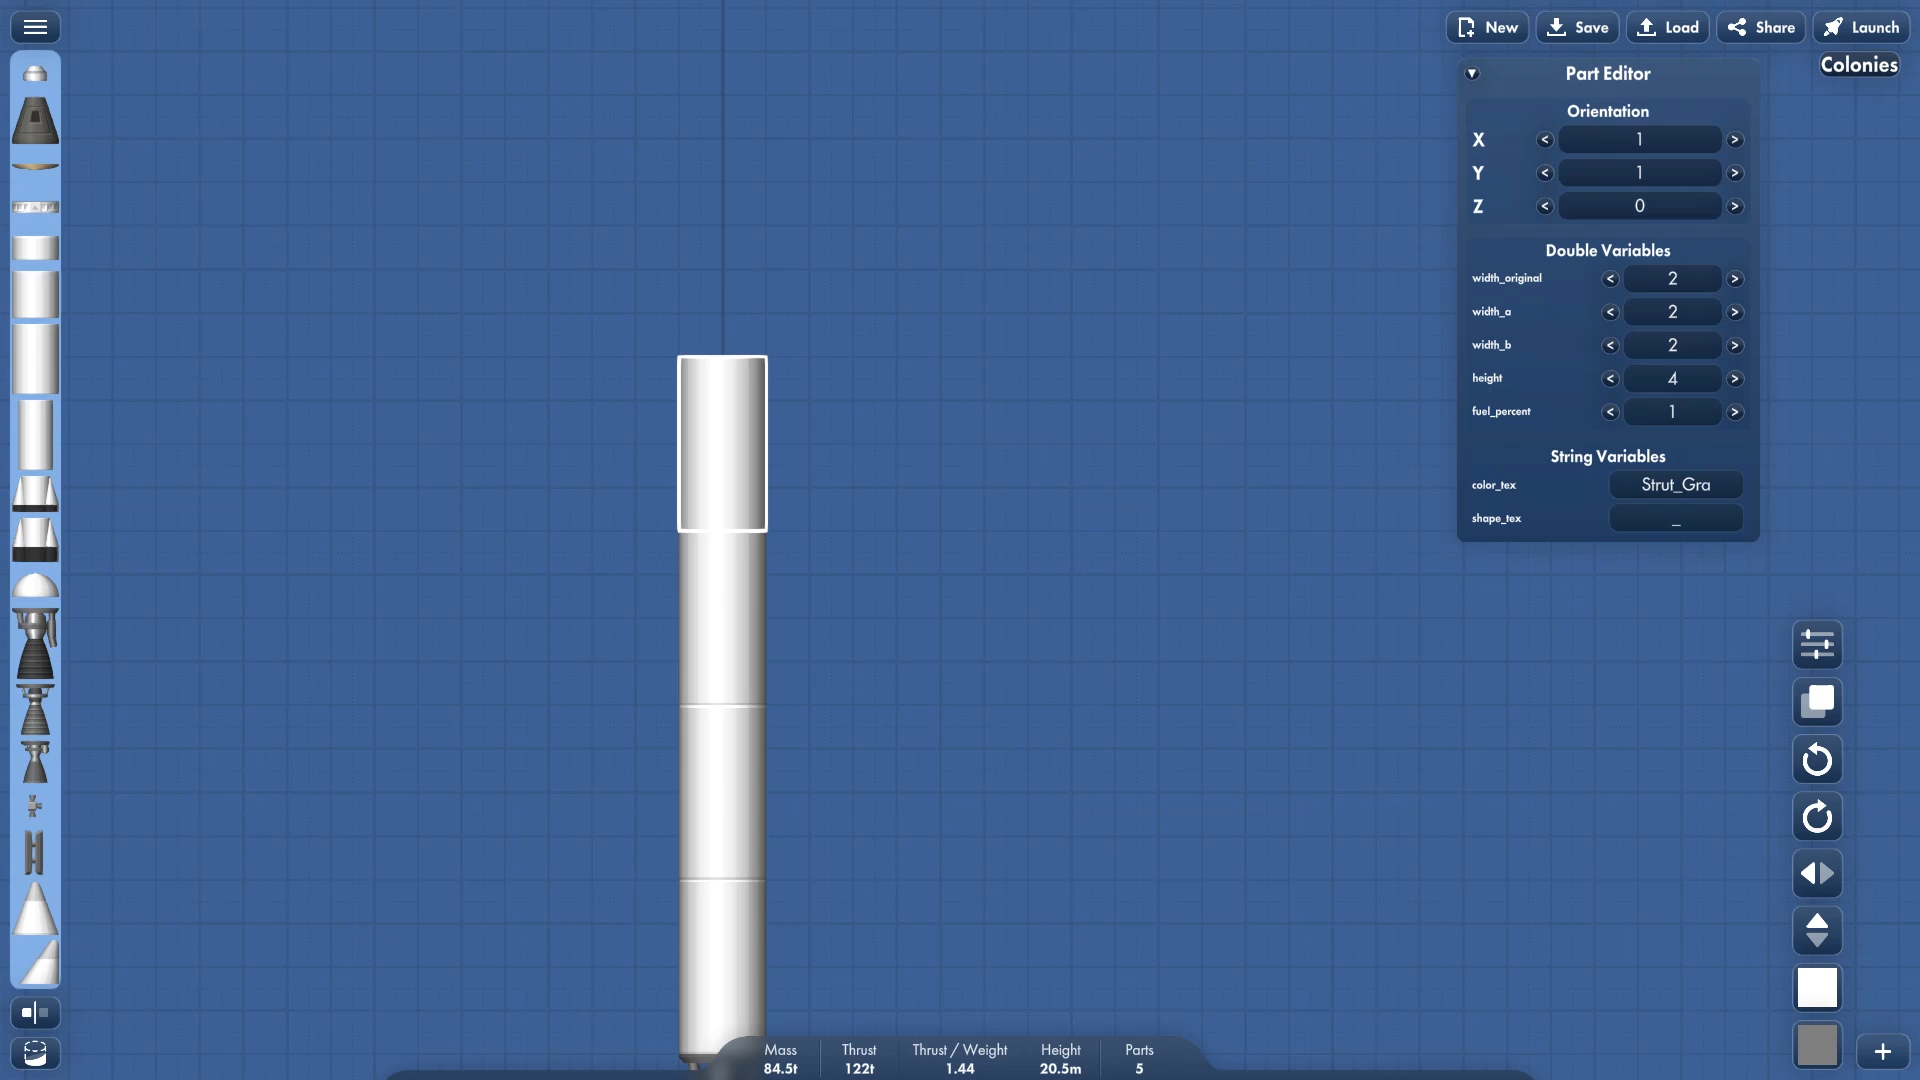 New
Save
Load
Share
Launch
Colonies
Part Editor
Orientation
X < 1 >
Y < 1 >
Z < 0 >
Double Variables
width_original < 2 >
width_a < 2 >
width_b < 2 >
height < 4 >
fuel_percent < 1 >
String Variables
color_tex Strut_Gra
shape_tex _
Mass Thrust Thrust / Weight Height Parts
84.5t 122t 1.44 20.5m 5